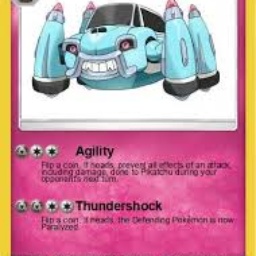 Agility
Flip a coin. If heads, prevent all effects of an attack,
including damage, done to Pikatchu during your
opponent's next turn.
Thundershock
Flip a coin. If heads, the Defending Pokémon is now
Paralyzed.